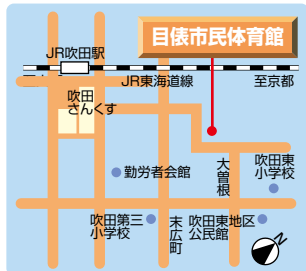 目俵市民体育館
JR吹田駅
JR東海道線
至京都
吹田
さんくす
勤労者会館
大曽根
吹田東
小学校
吹田第三
小学校
末広町
吹田東地区
公民館
N